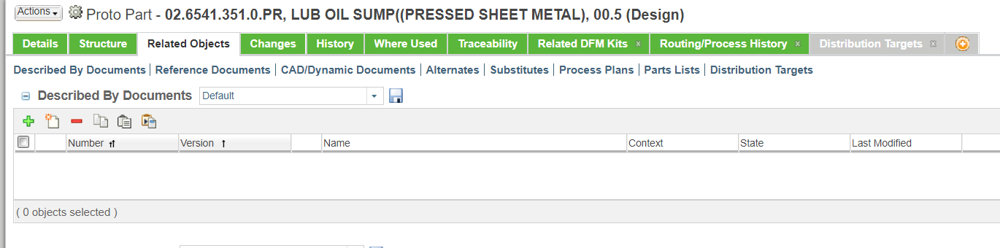 Actions Proto Part - 02.6541.351.0.PR, LUB OIL SUMP((PRESSED SHEET METAL), 00.5 (Design)
Details Structure Related Objects Changes History Where Used Traceability Related DFM Kits x Routing/Process History x Distribution Targets x
Described By Documents | Reference Documents | CAD/Dynamic Documents | Alternates | Substitutes | Process Plans | Parts Lists | Distribution Targets
Described By Documents Default
Number Version Name Context State Last Modified
( 0 objects selected )